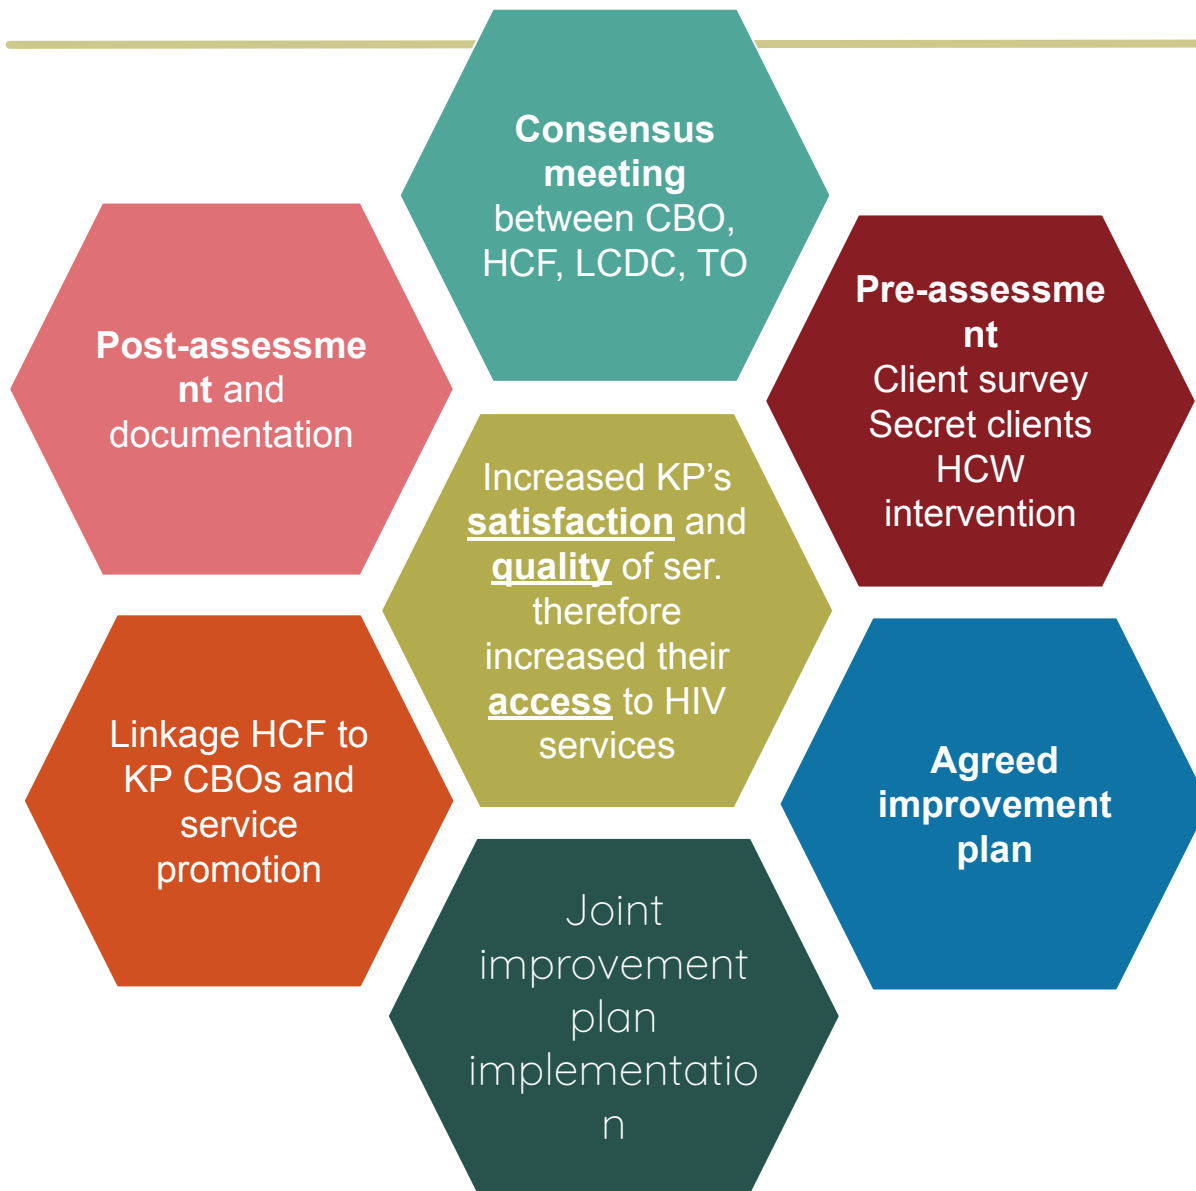 Consensus
meeting
between CBO,
HCF, LCDC, TO
Pre-assessme
nt
Client survey
Secret clients
HCW
intervention
Agreed
improvement
plan
Joint
improvement
plan
implementatio
n
Linkage HCF to
KP CBOs and
service
promotion
Post-assessme
nt and
documentation
Increased KP’s
satisfaction and
quality of ser.
therefore
increased their
access to HIV
services